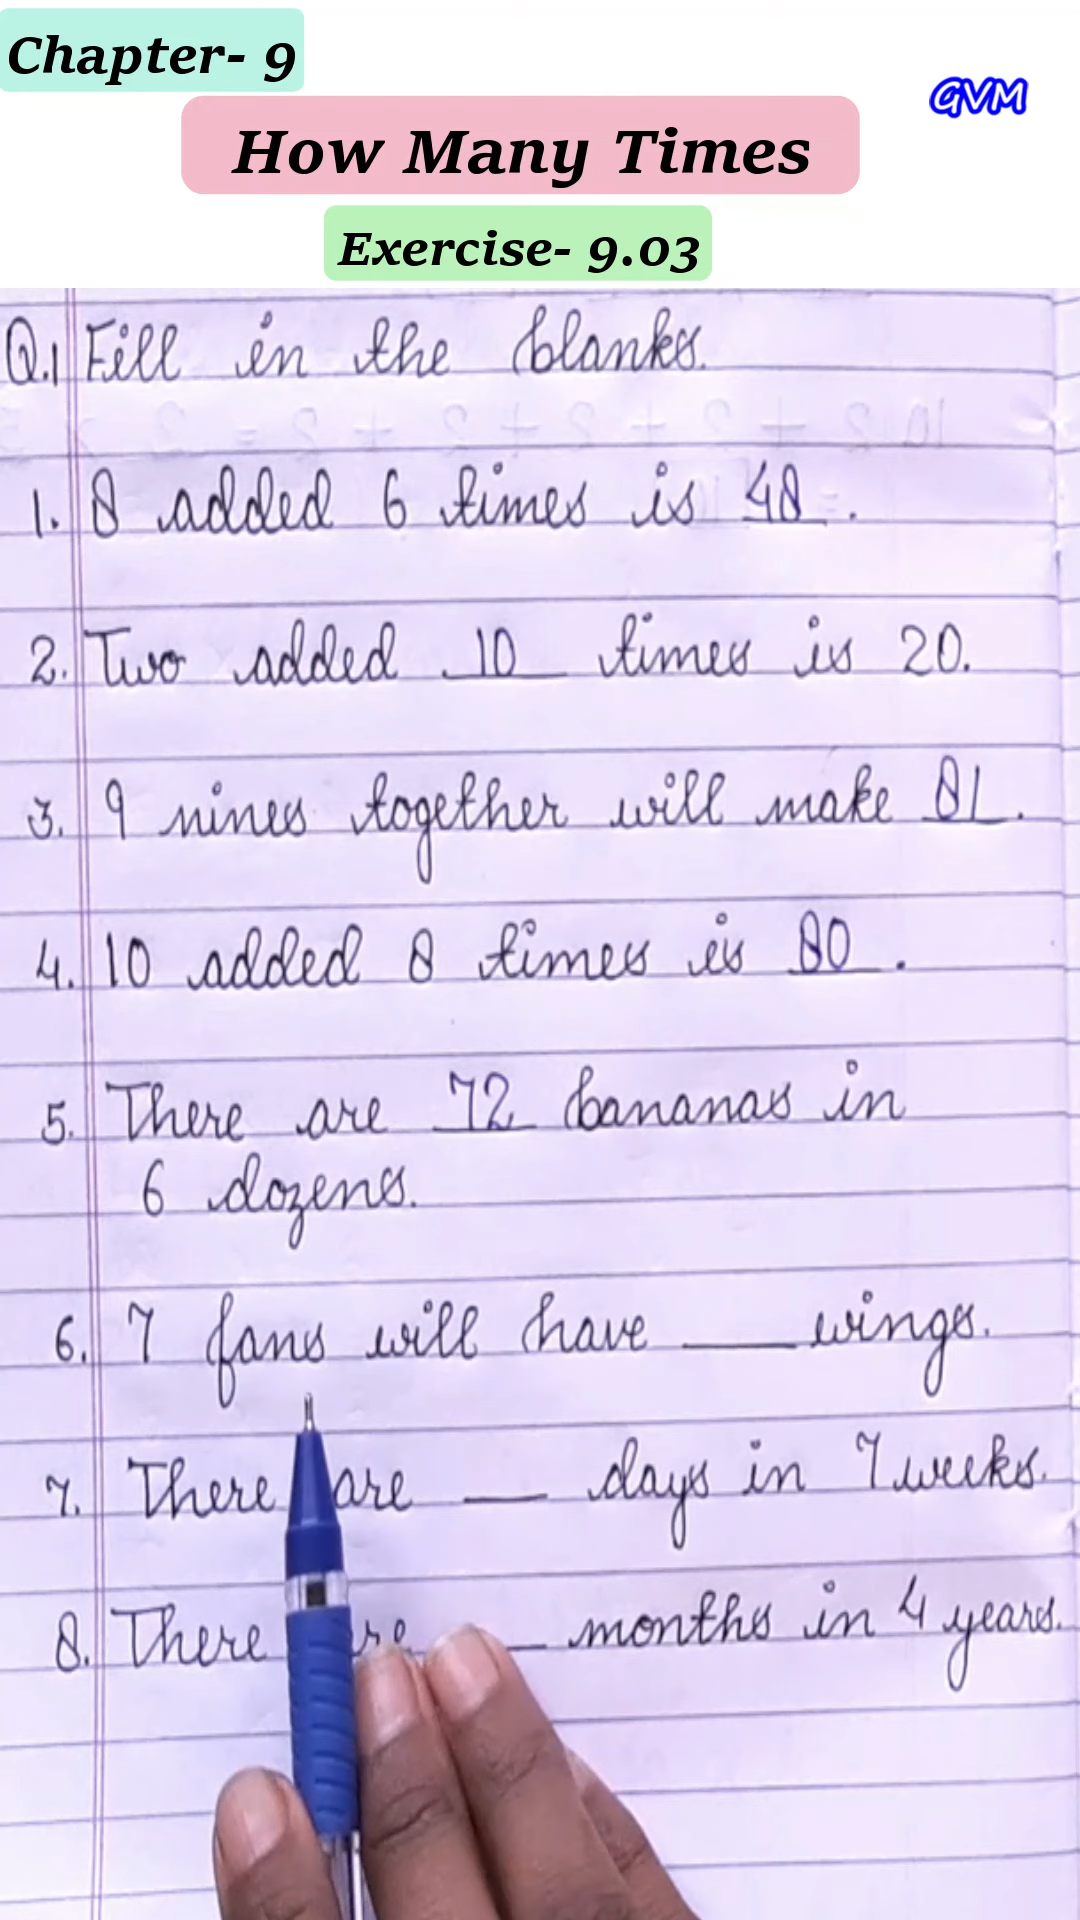 Chapter- 9
GVM
How Many Times
Exercise- 9.03
Q.1 Fill in the blanks.
1. 8 added 6 times is 48.
2. Two added 10 times is 20.
3. 9 nines together will make 81.
4. 10 added 8 times is 80.
5. There are 72 bananas in
6 dozens.
6. 7 fans will have ___ wings.
7. There are ___ days in 7 weeks.
8. There ___ months in 4 years.